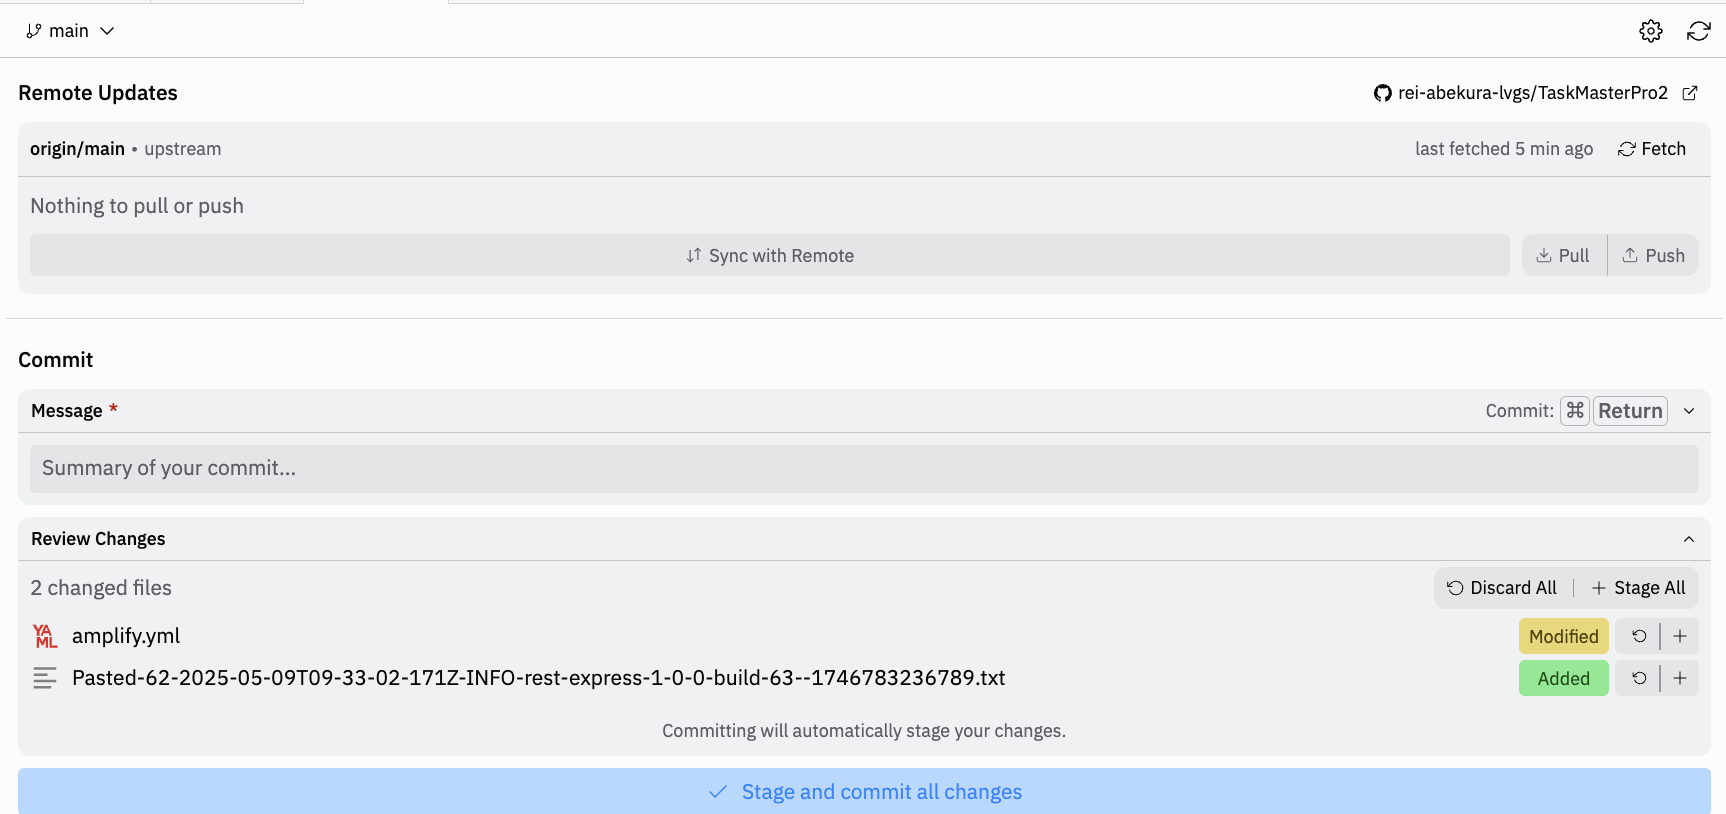 main
Remote Updates
rei-abekura-lvgs/TaskMasterPro2
origin/main • upstream
last fetched 5 min ago
Fetch
Nothing to pull or push
Sync with Remote
Pull
Push
Commit
Message *
Commit: ⌘ Return
Summary of your commit...
Review Changes
2 changed files
Discard All
Stage All
YAML amplify.yml
Modified
Pasted-62-2025-05-09T09-33-02-171Z-INFO-rest-express-1-0-0-build-63--1746783236789.txt
Added
Committing will automatically stage your changes.
Stage and commit all changes